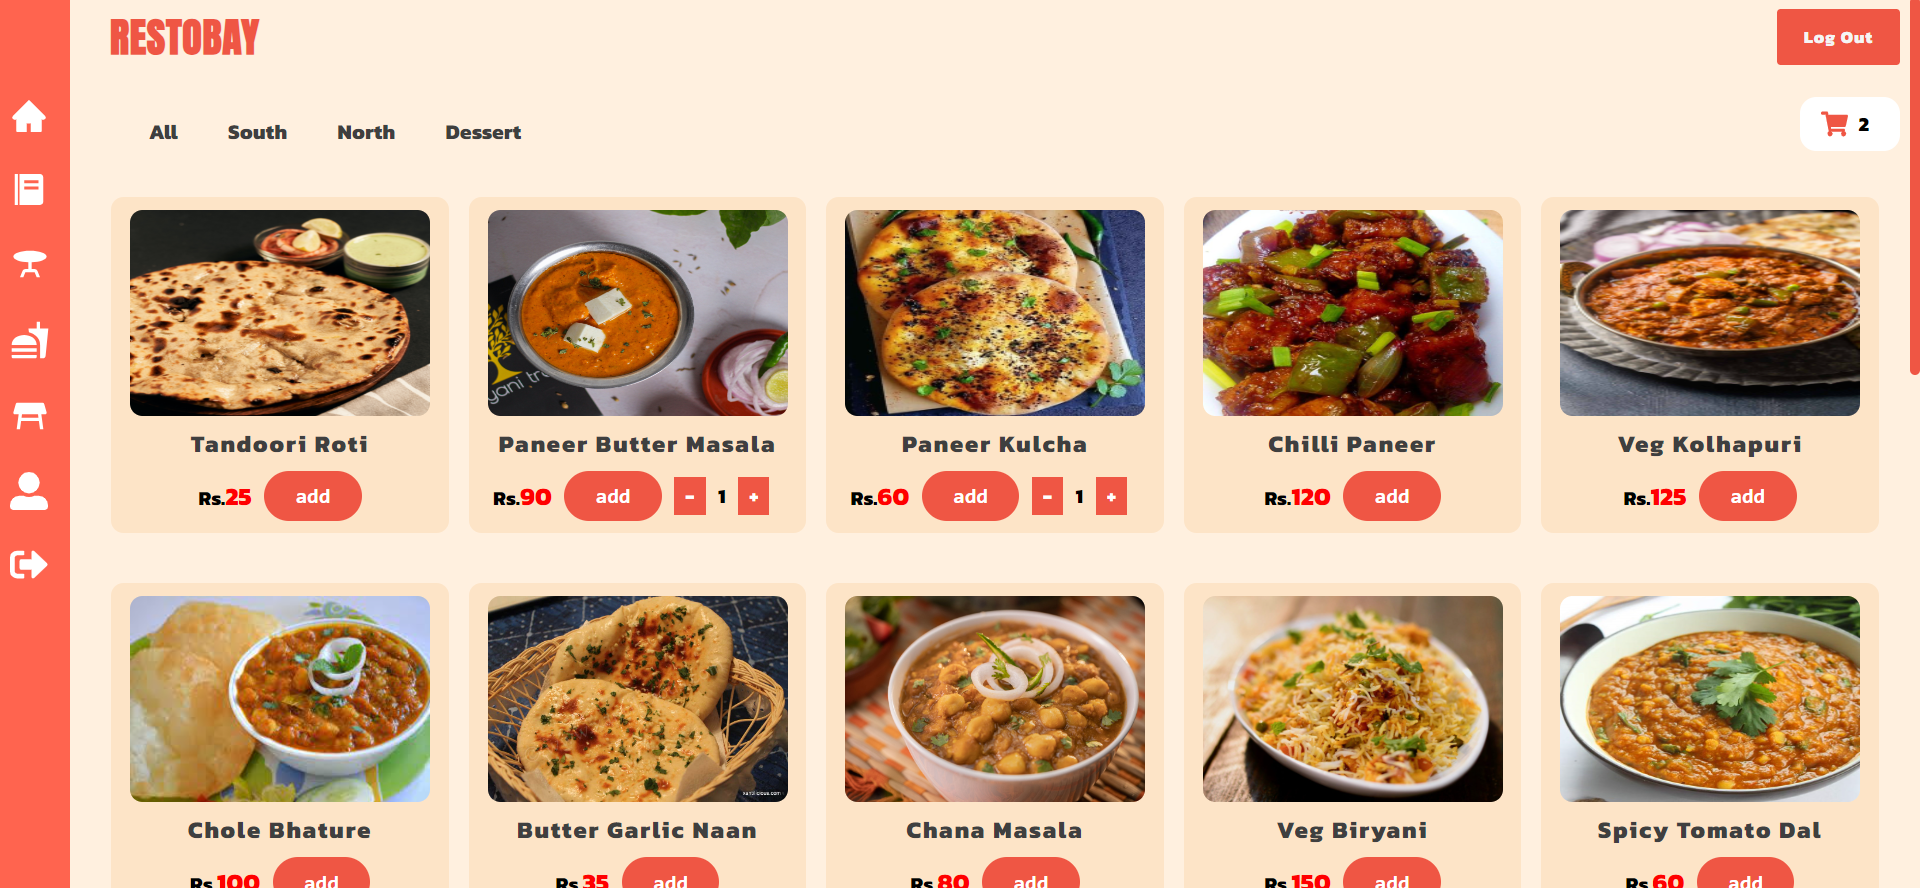 RESTOBAY
Log Out
All South North Dessert
2
Tandoori Roti
Rs.25 add
Paneer Butter Masala
Rs.90 add - 1 +
Paneer Kulcha
Rs.60 add - 1 +
Chilli Paneer
Rs.120 add
Veg Kolhapuri
Rs.125 add
Chole Bhature
Rs.100 add
Butter Garlic Naan
Rs.35 add
Chana Masala
Rs.80 add
Veg Biryani
Rs.150 add
Spicy Tomato Dal
Rs.60 add